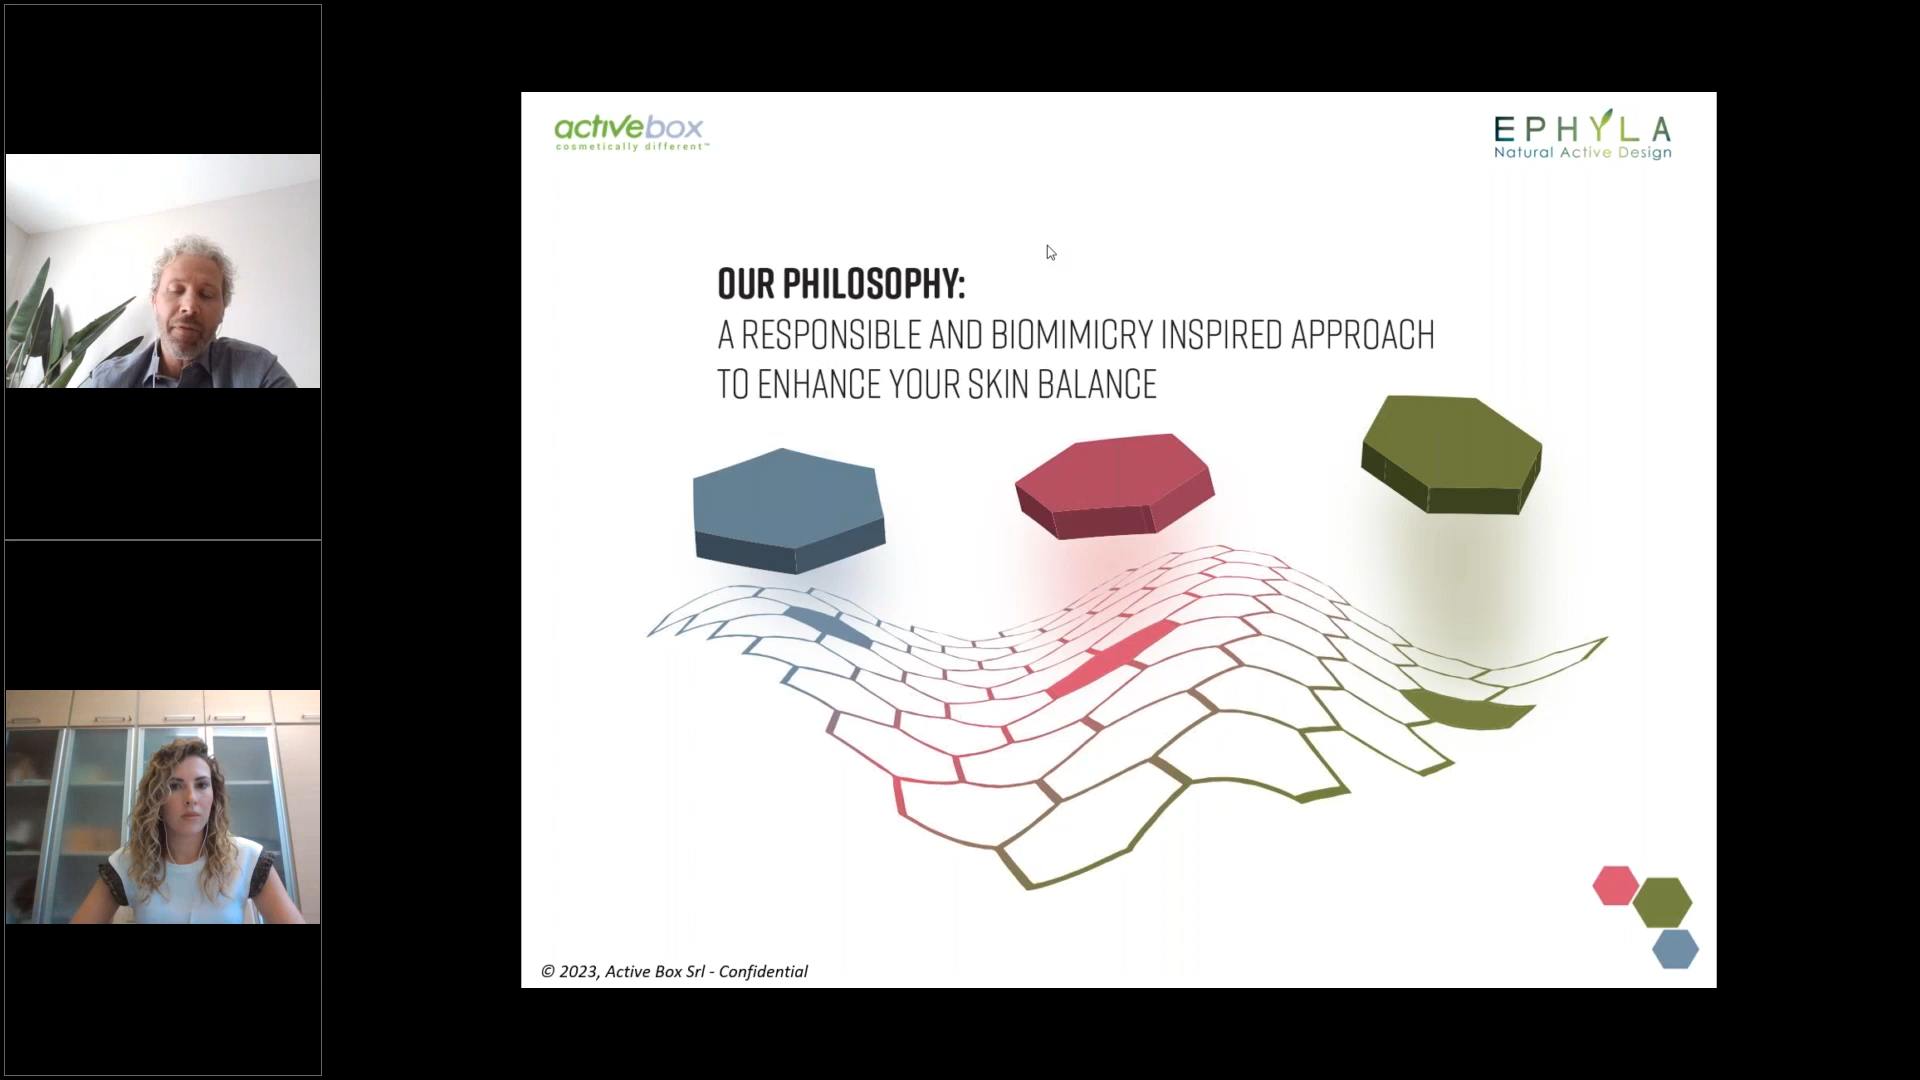 activebox
cosmetically different™
EPHYLA
Natural Active Design
OUR PHILOSOPHY:
A RESPONSIBLE AND BIOMIMICRY INSPIRED APPROACH
TO ENHANCE YOUR SKIN BALANCE
© 2023, Active Box Srl - Confidential